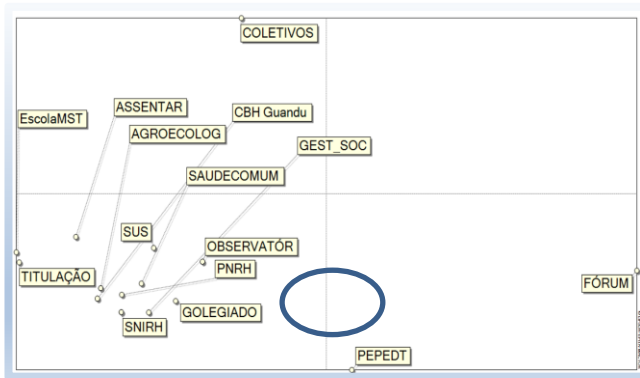 COLETIVOS
ASSENTAR
CBH Guandu
EscolaMST
AGROECOLOG
GEST_SOC
SAUDECOMUM
SUS
OBSERVATÓR
PNRH
TITULAÇÃO
FÓRUM
GOLEGIADO
SNIRH
PEPEDT